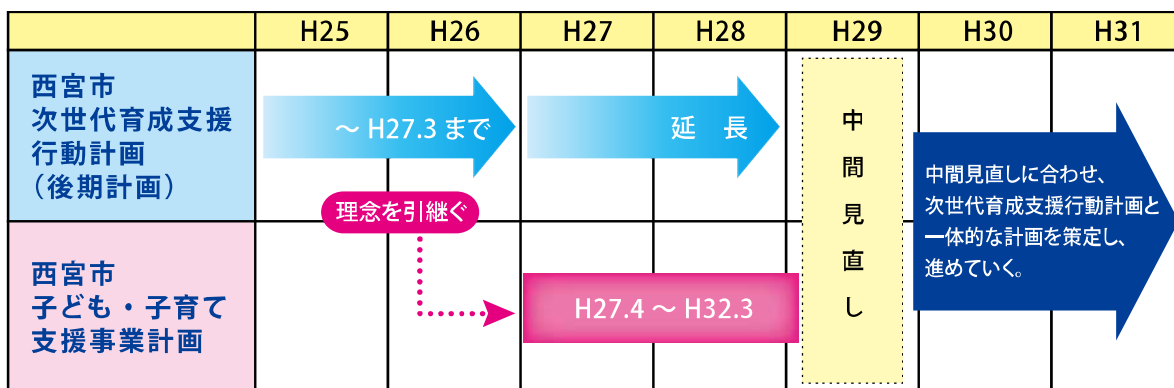 H25 H26 H27 H28 H29 H30 H31
西宮市
次世代育成支援
行動計画
（後期計画）
～ H27.3 まで
延 長
理念を引継ぐ
西宮市
子ども・子育て
支援事業計画
H27.4 ～ H32.3
中間見直し
中間見直しに合わせ、
次世代育成支援行動計画と
一体的な計画を策定し、
進めていく。